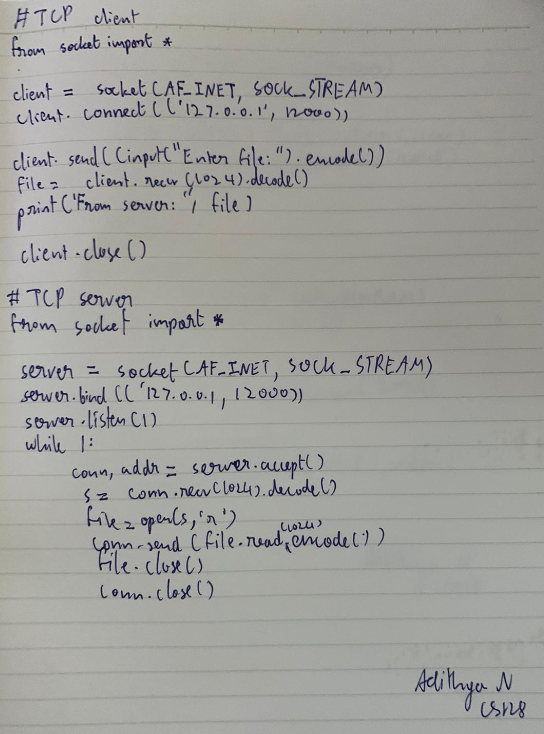 # TCP client
from socket import *
client = socket(AF_INET, SOCK_STREAM)
client.connect(('127.0.0.1', 12000))
client.send((input("Enter file:").encode())
file = client.recv(1024).decode()
print('From server:", file)
client.close()
# TCP server
from socket import *
server = socket(AF_INET, SOCK_STREAM)
server.bind(('127.0.0.1, 12000))
server.listen(1)
while 1:
conn, addr = server.accept()
s = conn.recv(1024).decode()
file = open(s, 'r')
conn.send(file.read(1024).encode())
file.close()
conn.close()
Adithya N
CS128